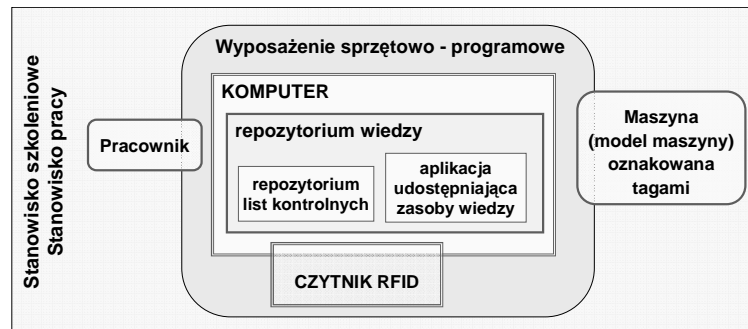 Stanowisko szkoleniowe
Stanowisko pracy
Wyposażenie sprzętowo - programowe
KOMPUTER
repozytorium wiedzy
Pracownik
repozytorium
list kontrolnych
aplikacja
udostępniająca
zasoby wiedzy
Maszyna
(model maszyny)
oznakowana
tagami
CZYTNIK RFID